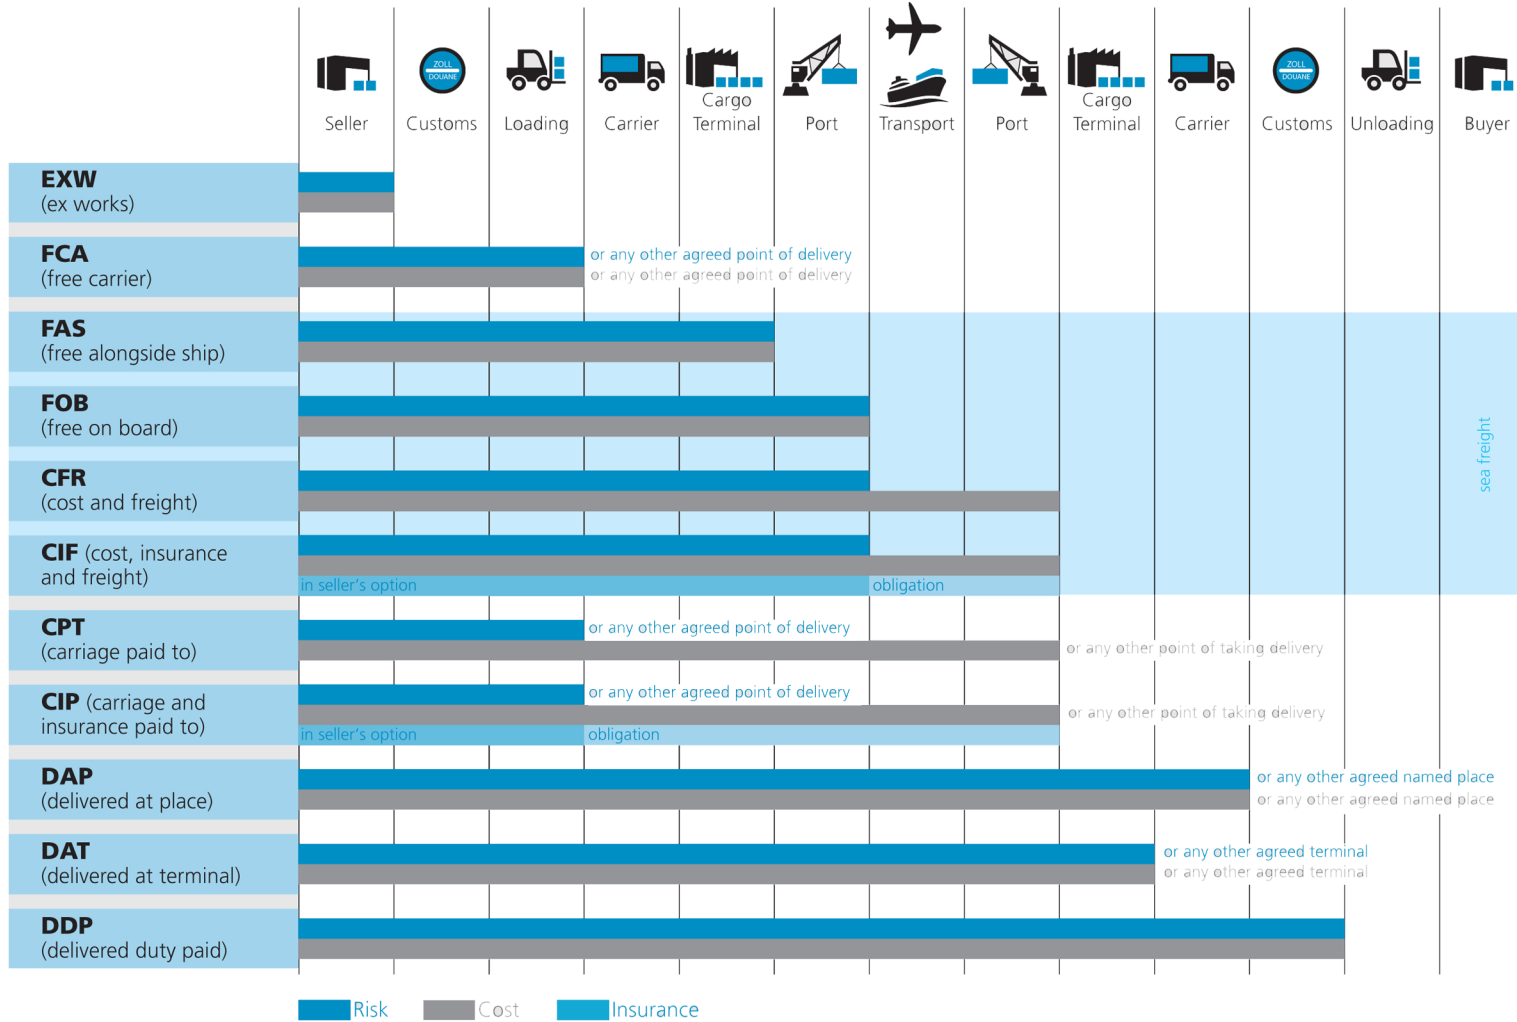 ZOLL
DOUANE
ZOLL
DOUANE
Seller
Customs
Loading
Carrier
Cargo
Terminal
Port
Transport
Port
Cargo
Terminal
Carrier
Customs
Unloading
Buyer
EXW
(ex works)
FCA
(free carrier)
or any other agreed point of delivery
or any other agreed point of delivery
FAS
(free alongside ship)
FOB
(free on board)
sea freight
CFR
(cost and freight)
CIF (cost, insurance
and freight)
in seller's option
obligation
CPT
(carriage paid to)
or any other agreed point of delivery
or any other point of taking delivery
CIP (carriage and
insurance paid to)
or any other agreed point of delivery
or any other point of taking delivery
in seller's option
obligation
DAP
(delivered at place)
or any other agreed named place
or any other agreed named place
DAT
(delivered at terminal)
or any other agreed terminal
or any other agreed terminal
DDP
(delivered duty paid)
Risk
Cost
Insurance